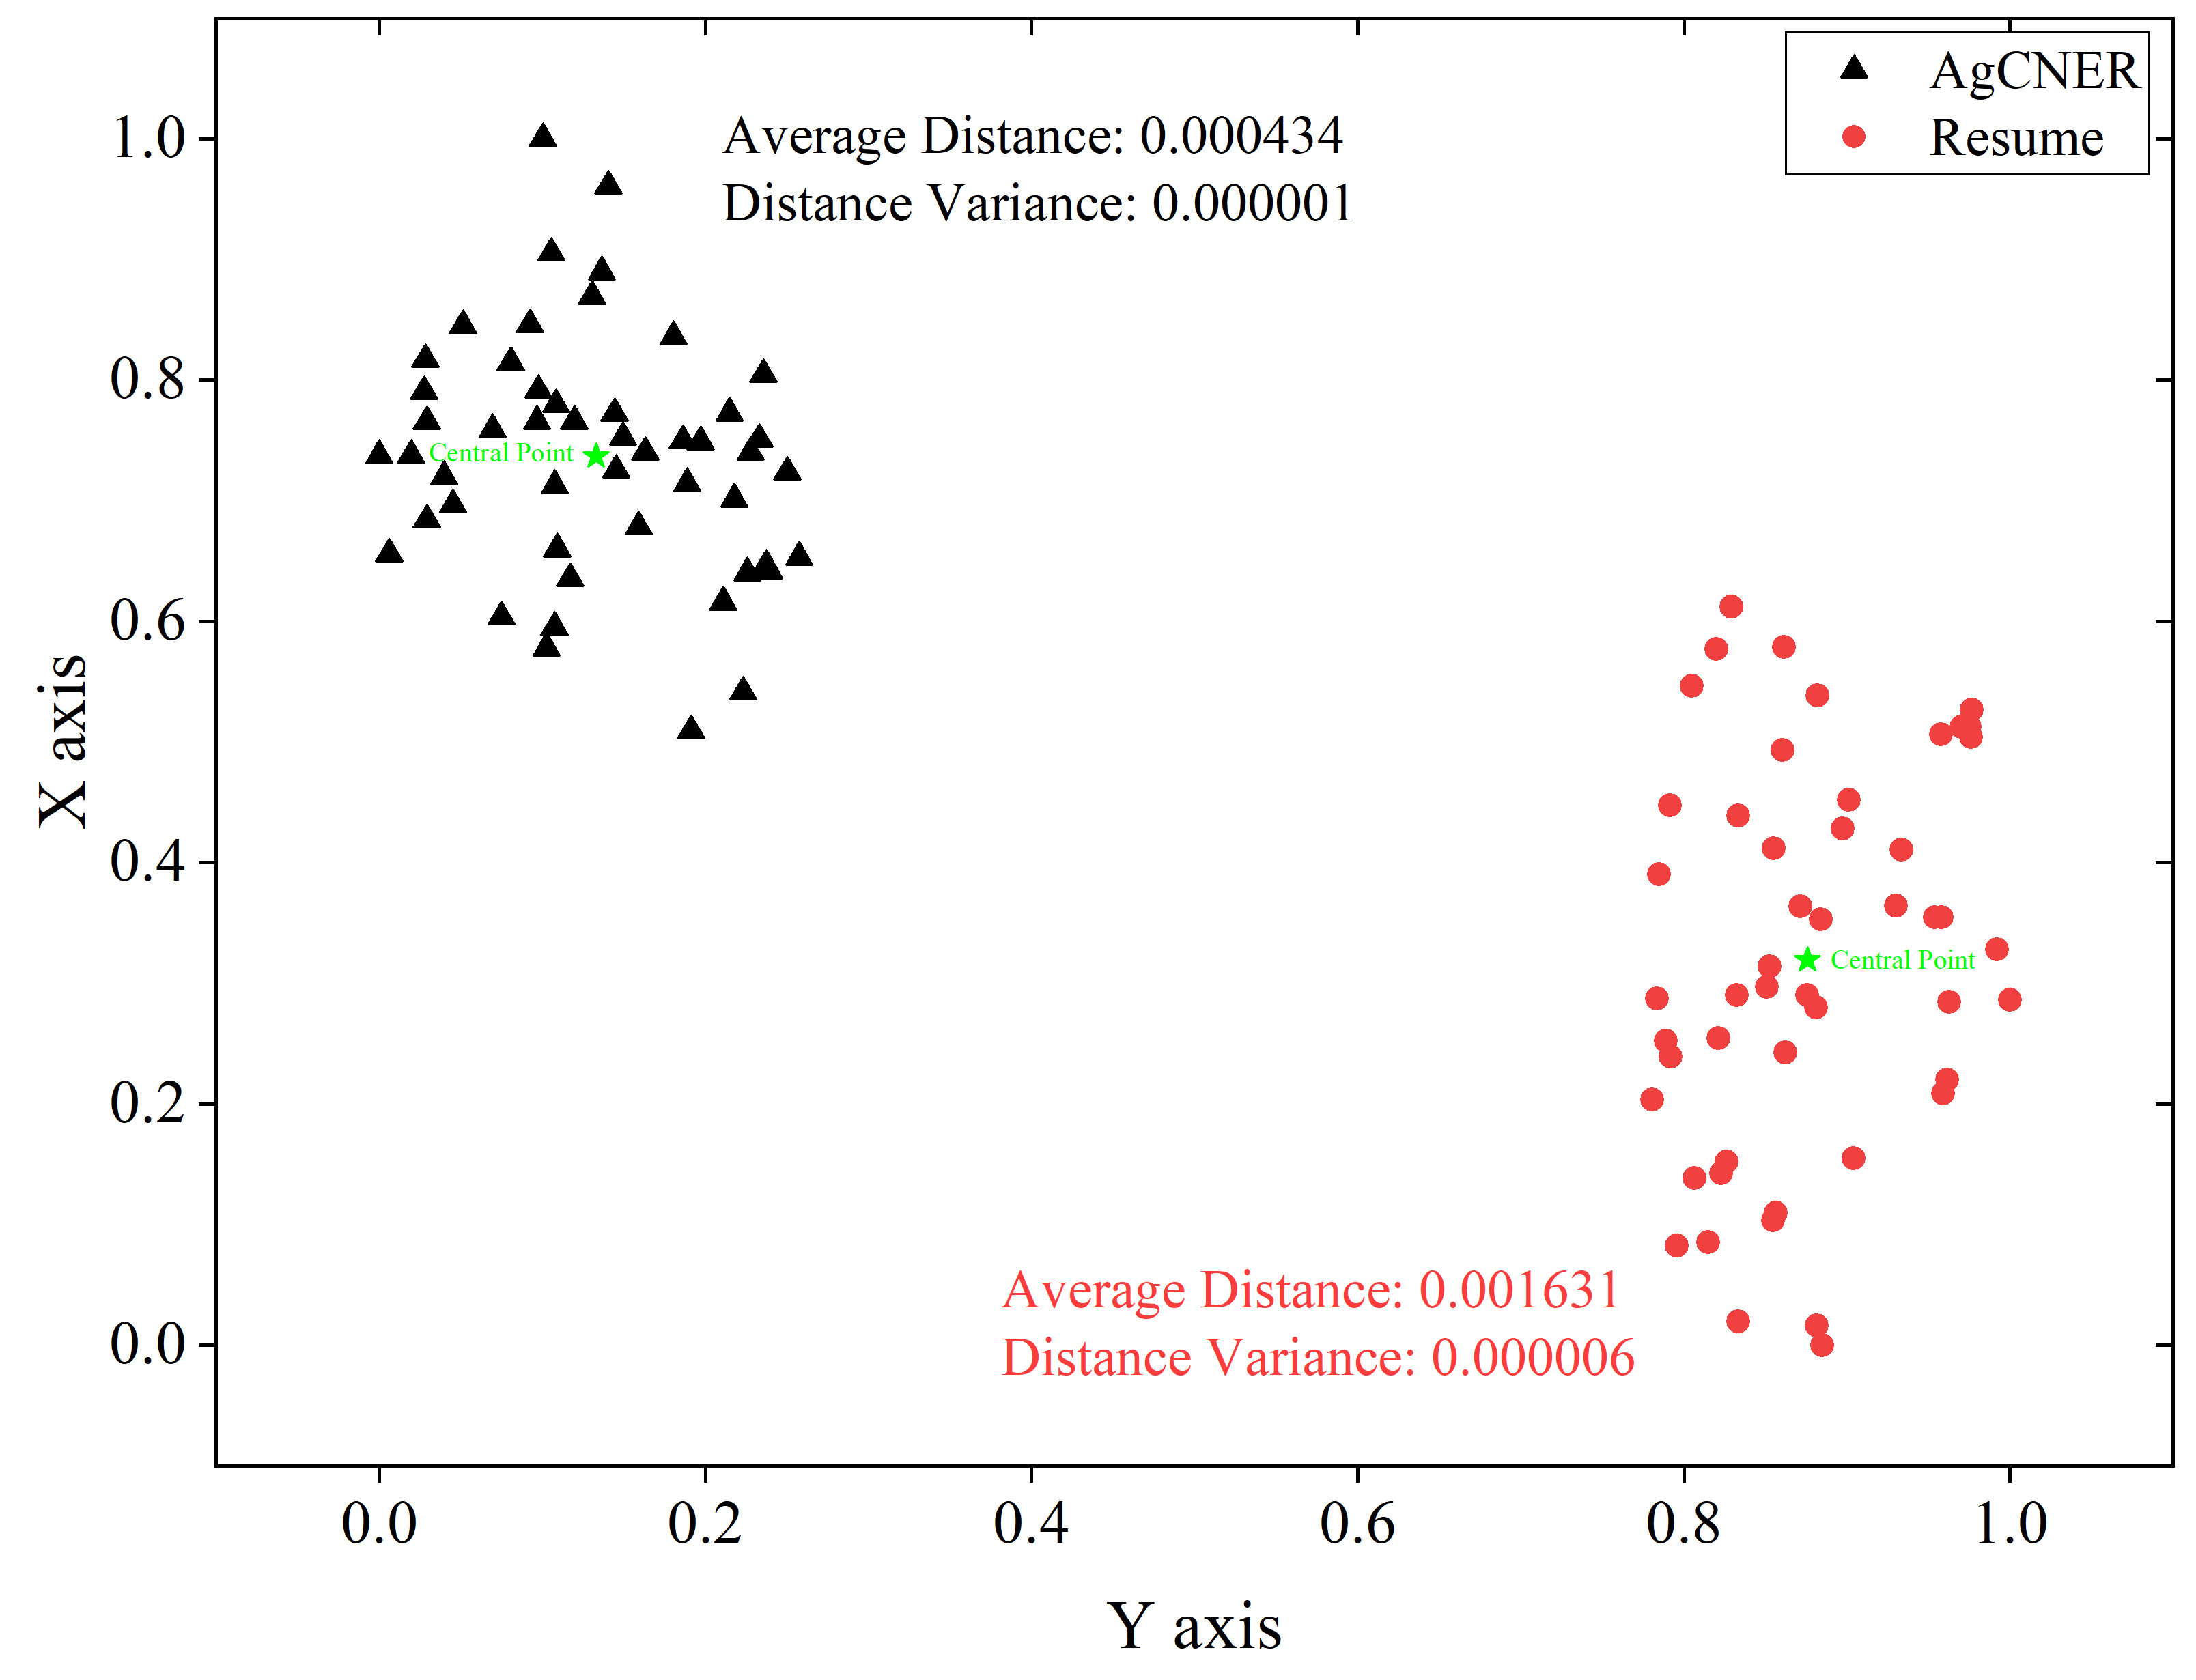 AgCNER
Resume
Average Distance: 0.000434
Distance Variance: 0.000001
1.0
0.8
0.6
0.4
0.2
0.0
X axis
Central Point
Central Point
Average Distance: 0.001631
Distance Variance: 0.000006
0.0 0.2 0.4 0.6 0.8 1.0
Y axis